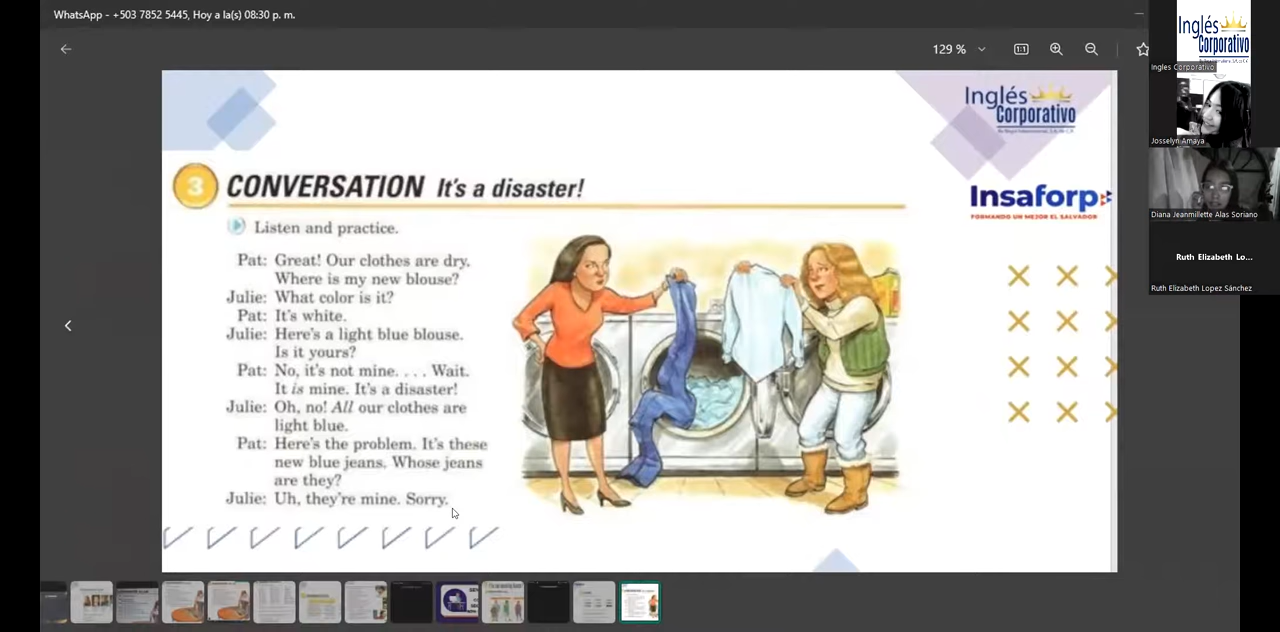 WhatsApp - +503 7852 5445, Hoy a la(s) 08:30 p. m.
129 %
1:1
Inglés
Corporativo
Ingles Corporativo
Josselyn Amaya
Diana Jeanmillette Alas Soriano
Ruth Elizabeth Lo...
Ruth Elizabeth Lopez Sánchez
Inglés
Corporativo
Insaforp
FORMANDO UN MEJOR EL SALVADOR
3 CONVERSATION It's a disaster!
Listen and practice.
Pat: Great! Our clothes are dry.
Where is my new blouse?
Julie: What color is it?
Pat: It's white.
Julie: Here's a light blue blouse.
Is it yours?
Pat: No, it's not mine. . . . Wait.
It is mine. It's a disaster!
Julie: Oh, no! All our clothes are
light blue.
Pat: Here's the problem. It's these
new blue jeans. Whose jeans
are they?
Julie: Uh, they're mine. Sorry.